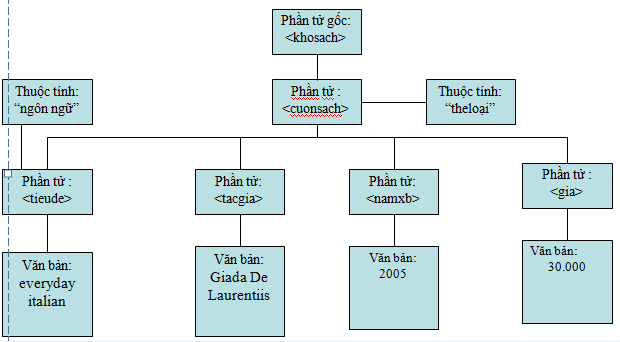 Phần tử gốc:
<khosach>
Thuộc tính:
“ngôn ngữ”
Phần tử :
<cuonsach>
Thuộc tính:
“theloại”
Phần tử :
<tieude>
Phần tử:
<tacgia>
Phần tử:
<namxb>
Phần tử :
<gia>
Văn bản:
everyday
italian
Văn bản:
Giada De
Laurentiis
Văn bản:
2005
Văn bản:
30.000